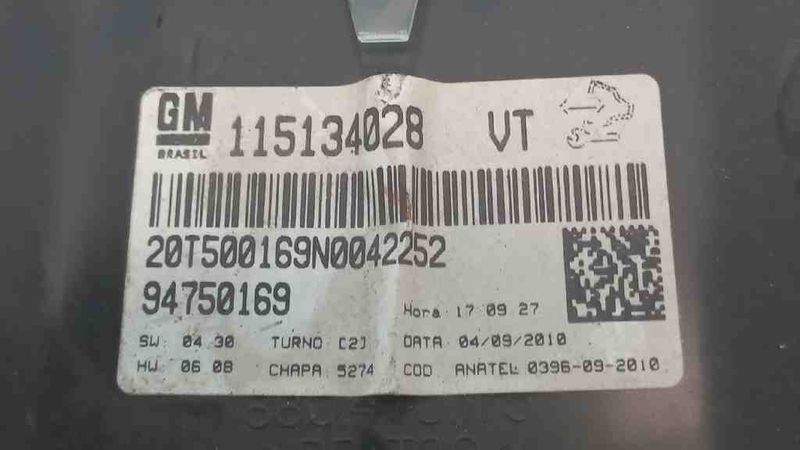 GM 115134028 VT
BRASIL
20T500169N0042252
94750169
Hora: 17 09 27
SW: 04.30 TURNO [2] DATA: 04/09/2010
HW: 06 08 CHAPA: 5274 COD ANATEL: 0396-09-2010